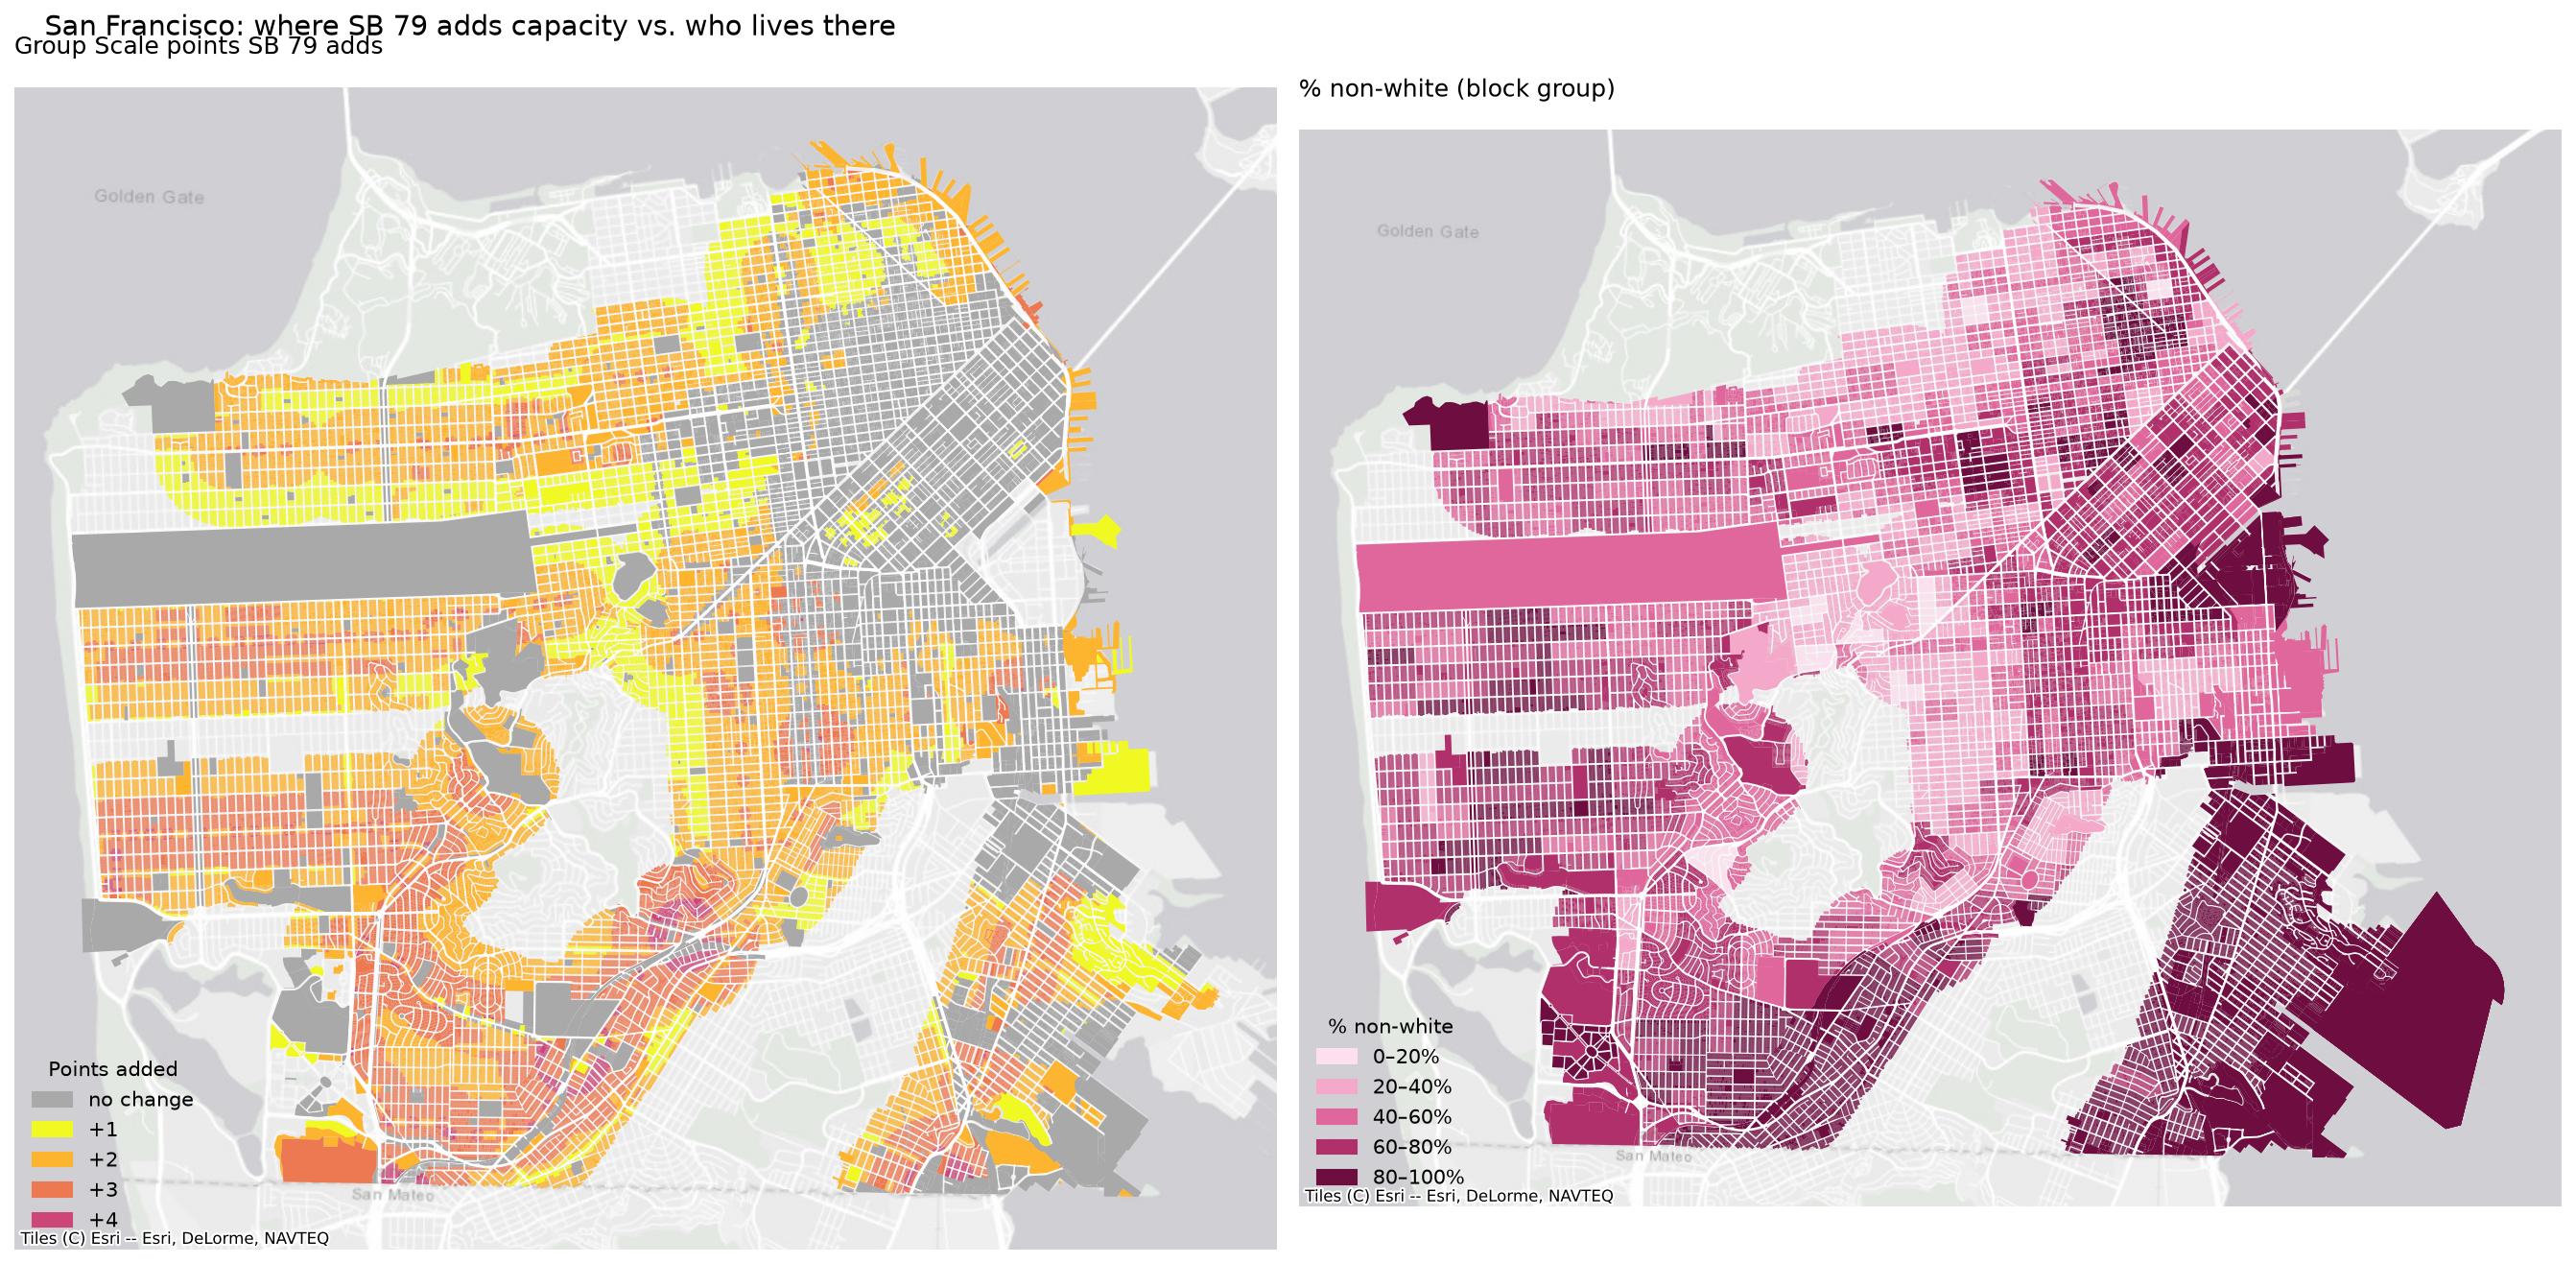 San Francisco: where SB 79 adds capacity vs. who lives there
Group Scale points SB 79 adds
% non-white (block group)
Golden Gate
San Mateo
Points added
no change
+1
+2
+3
+4
Tiles (C) Esri -- Esri, DeLorme, NAVTEQ
Golden Gate
San Mateo
% non-white
0–20%
20–40%
40–60%
60–80%
80–100%
Tiles (C) Esri -- Esri, DeLorme, NAVTEQ